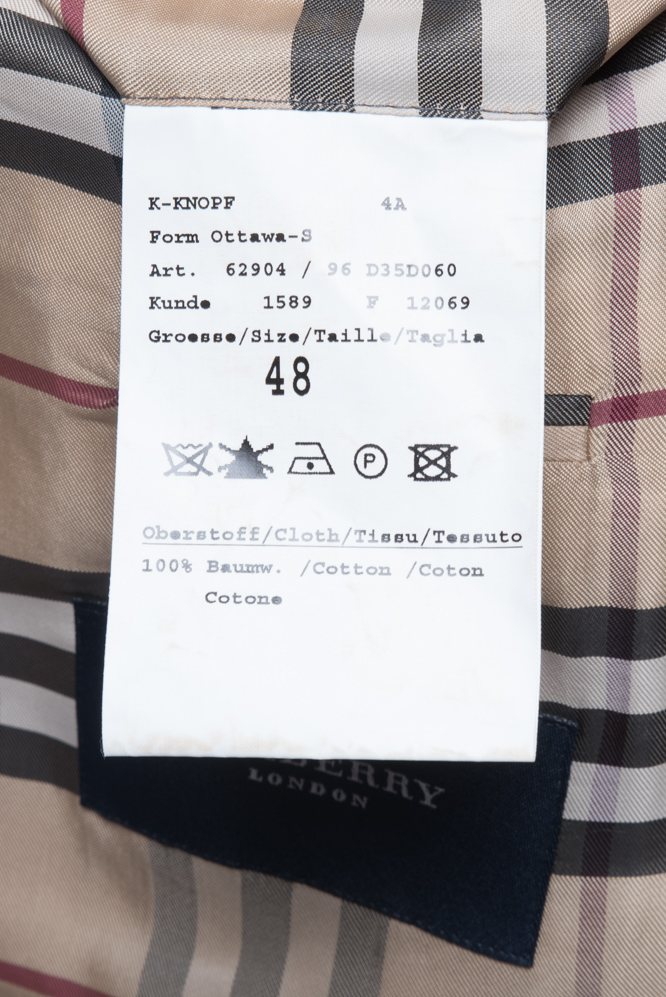 K-KNOPF 4A
Form Ottawa-S
Art. 62904 / 96 D35D060
Kunde 1589 F 12069
Groesse/Size/Taille/Taglia
48
P
Oberstoff/Cloth/Tissu/Tessuto
100% Baumw. /Cotton /Coton
Cotone
LONDON